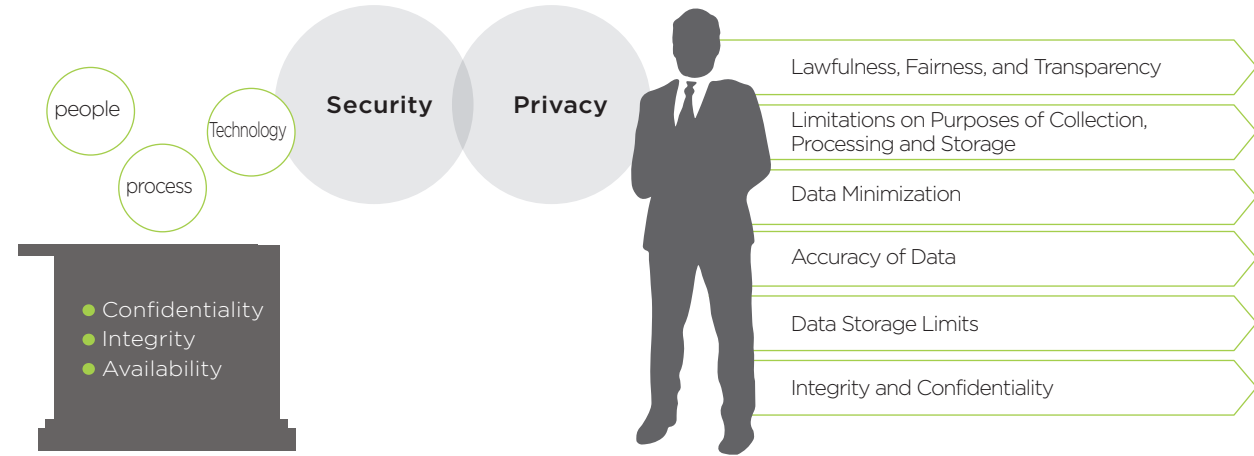 people
process
Technology
Security
Privacy
Confidentiality
Integrity
Availability
Lawfulness, Fairness, and Transparency
Limitations on Purposes of Collection,
Processing and Storage
Data Minimization
Accuracy of Data
Data Storage Limits
Integrity and Confidentiality